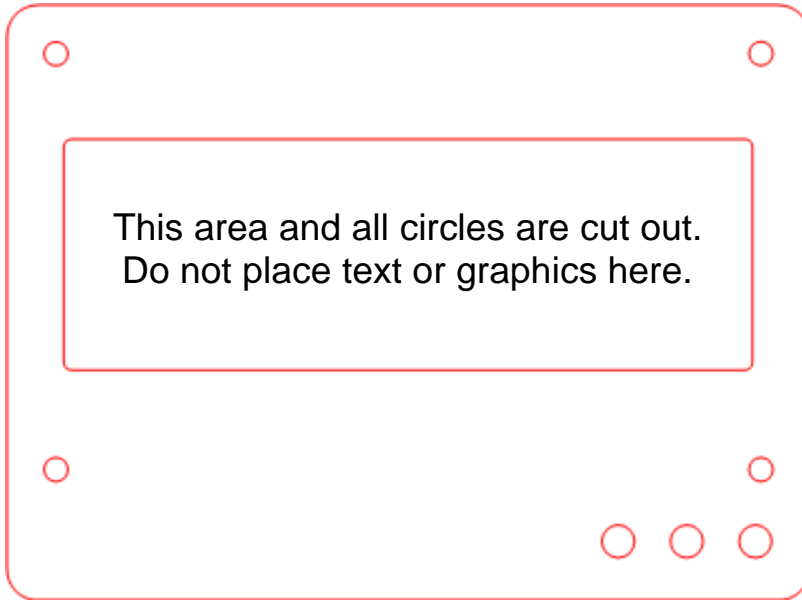 This area and all circles are cut out.
Do not place text or graphics here.